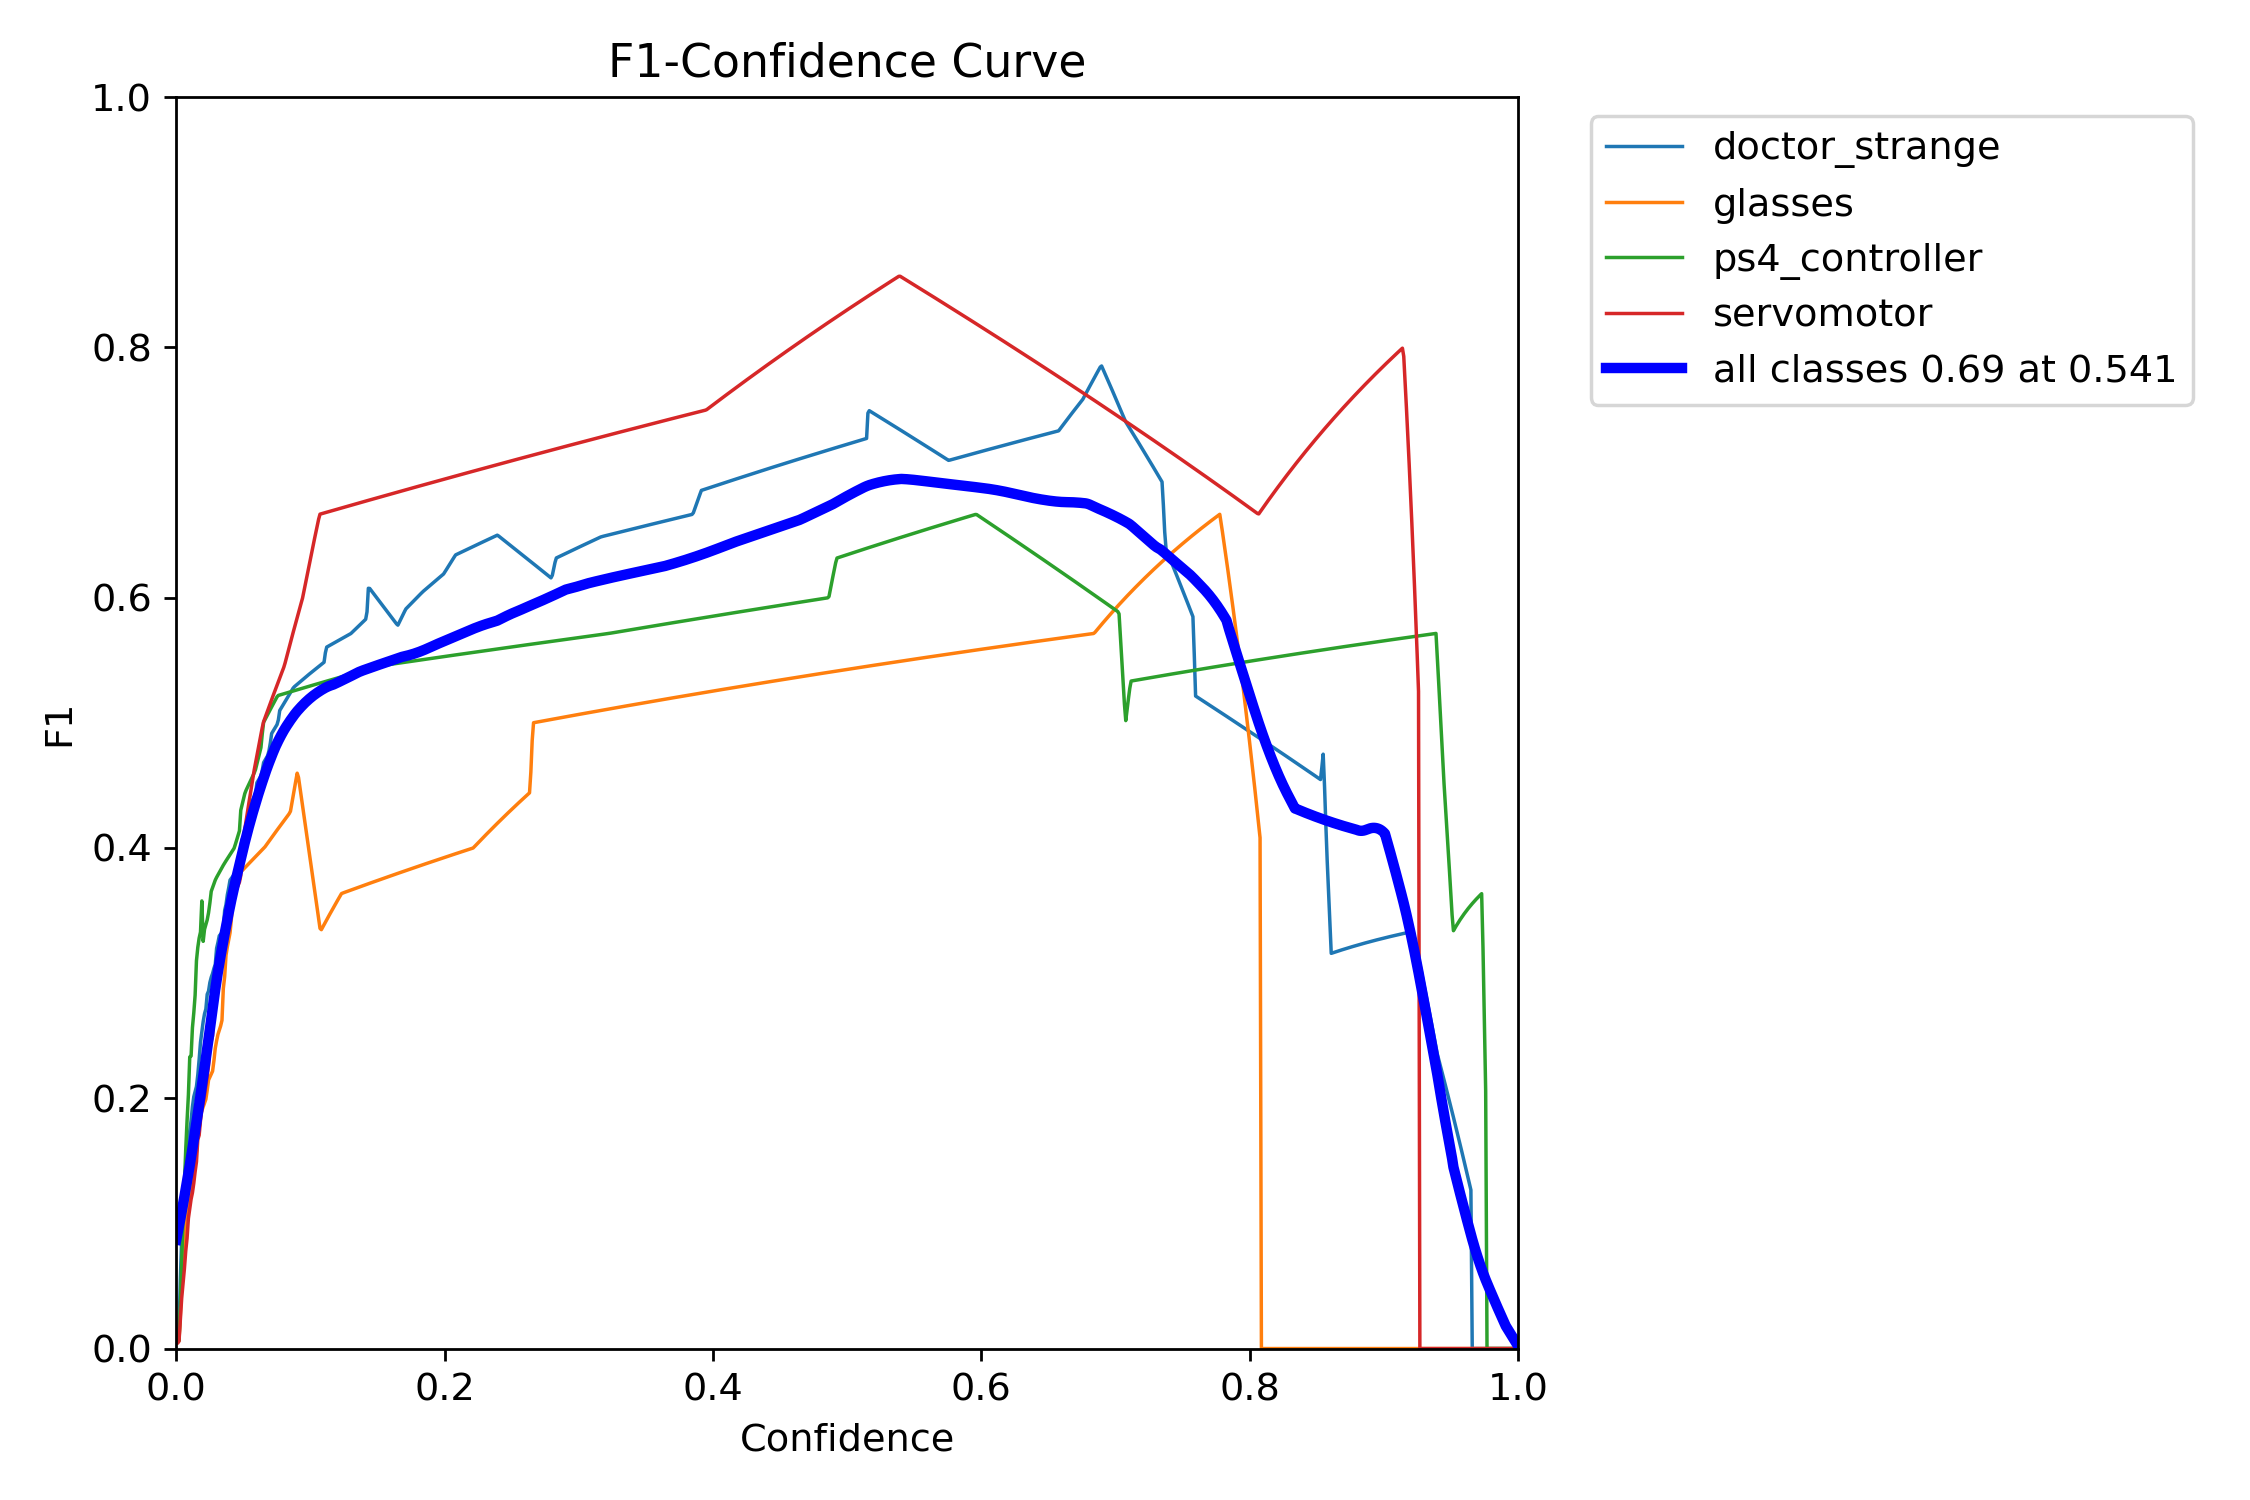 F1-Confidence Curve
1.0
0.8
0.6
0.4
0.2
0.0
F1
0.0 0.2 0.4 0.6 0.8 1.0
Confidence
doctor_strange
glasses
ps4_controller
servomotor
all classes 0.69 at 0.541